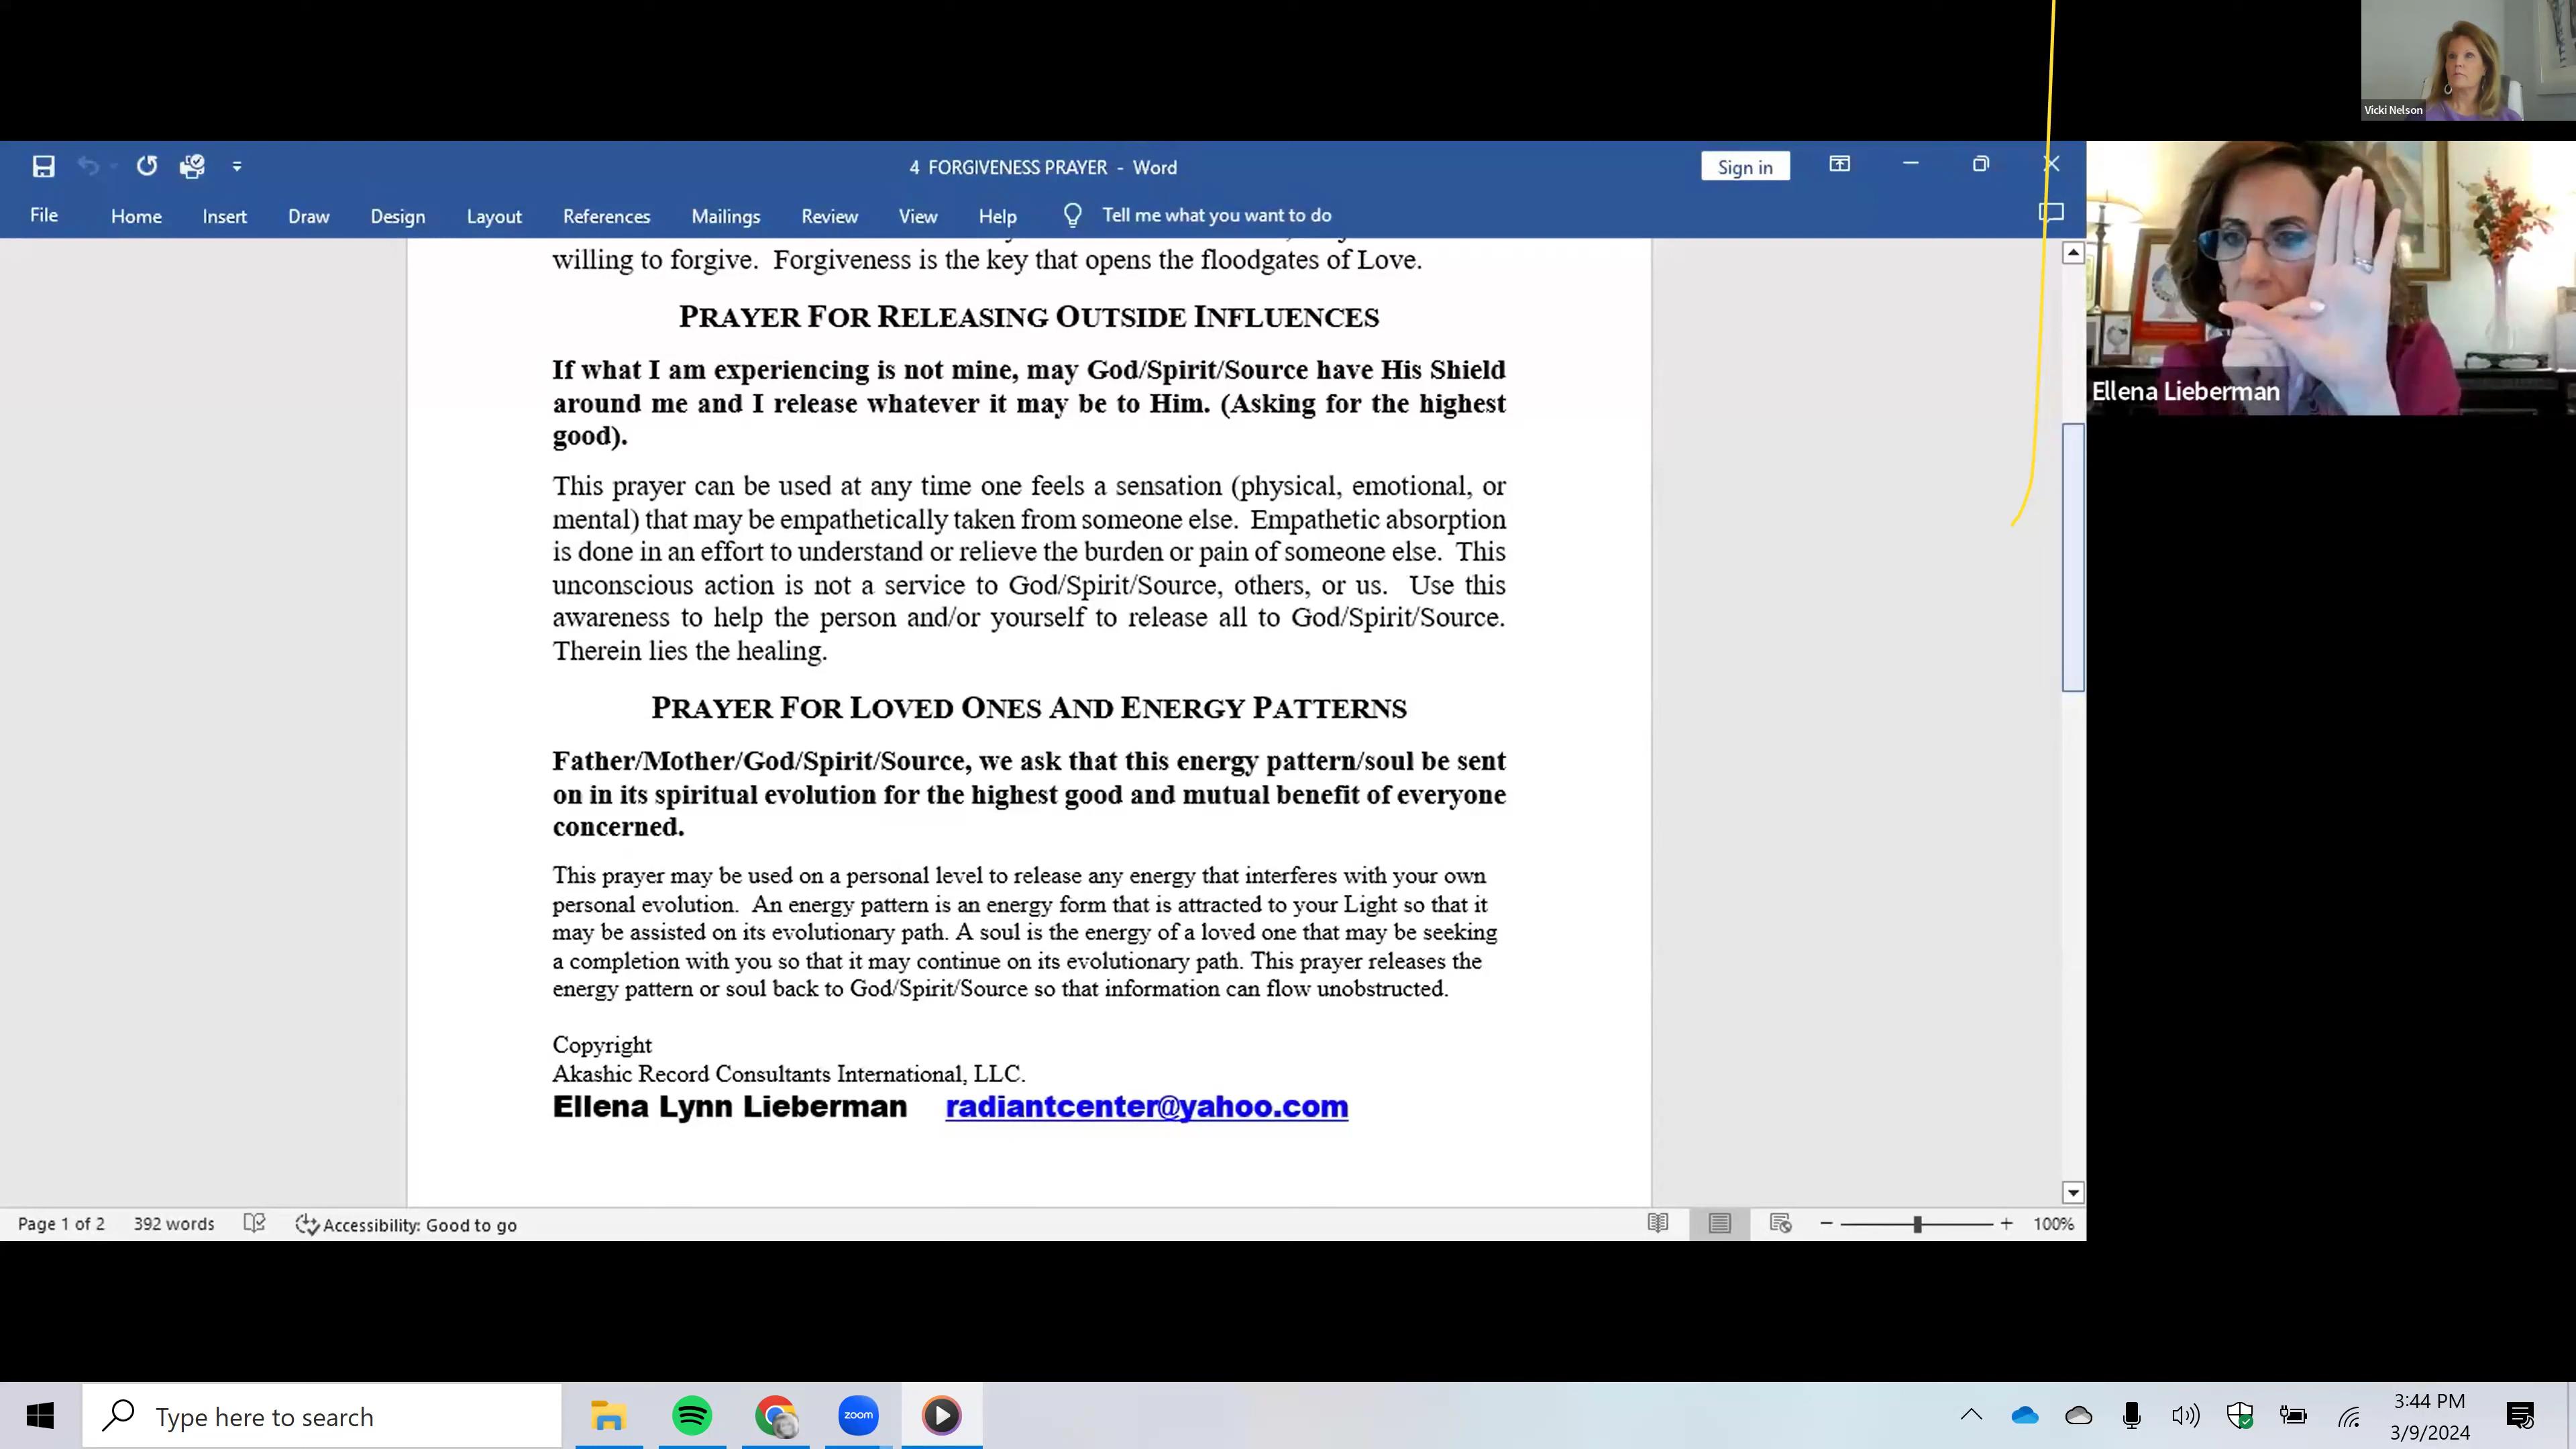 Vicki Nelson
4 FORGIVENESS PRAYER - Word
Sign in
File Home Insert Draw Design Layout References Mailings Review View Help Tell me what you want to do
willing to forgive. Forgiveness is the key that opens the floodgates of Love.
PRAYER FOR RELEASING OUTSIDE INFLUENCES
If what I am experiencing is not mine, may God/Spirit/Source have His Shield
around me and I release whatever it may be to Him. (Asking for the highest
good).
This prayer can be used at any time one feels a sensation (physical, emotional, or
mental) that may be empathetically taken from someone else. Empathetic absorption
is done in an effort to understand or relieve the burden or pain of someone else. This
unconscious action is not a service to God/Spirit/Source, others, or us. Use this
awareness to help the person and/or yourself to release all to God/Spirit/Source.
Therein lies the healing.
PRAYER FOR LOVED ONES AND ENERGY PATTERNS
Father/Mother/God/Spirit/Source, we ask that this energy pattern/soul be sent
on in its spiritual evolution for the highest good and mutual benefit of everyone
concerned.
This prayer may be used on a personal level to release any energy that interferes with your own
personal evolution. An energy pattern is an energy form that is attracted to your Light so that it
may be assisted on its evolutionary path. A soul is the energy of a loved one that may be seeking
a completion with you so that it may continue on its evolutionary path. This prayer releases the
energy pattern or soul back to God/Spirit/Source so that information can flow unobstructed.
Copyright
Akashic Record Consultants International, LLC.
Ellena Lynn Lieberman radiantcenter@yahoo.com
Ellena Lieberman
Page 1 of 2 392 words Accessibility: Good to go 100%
Type here to search
zoom
3:44 PM
3/9/2024